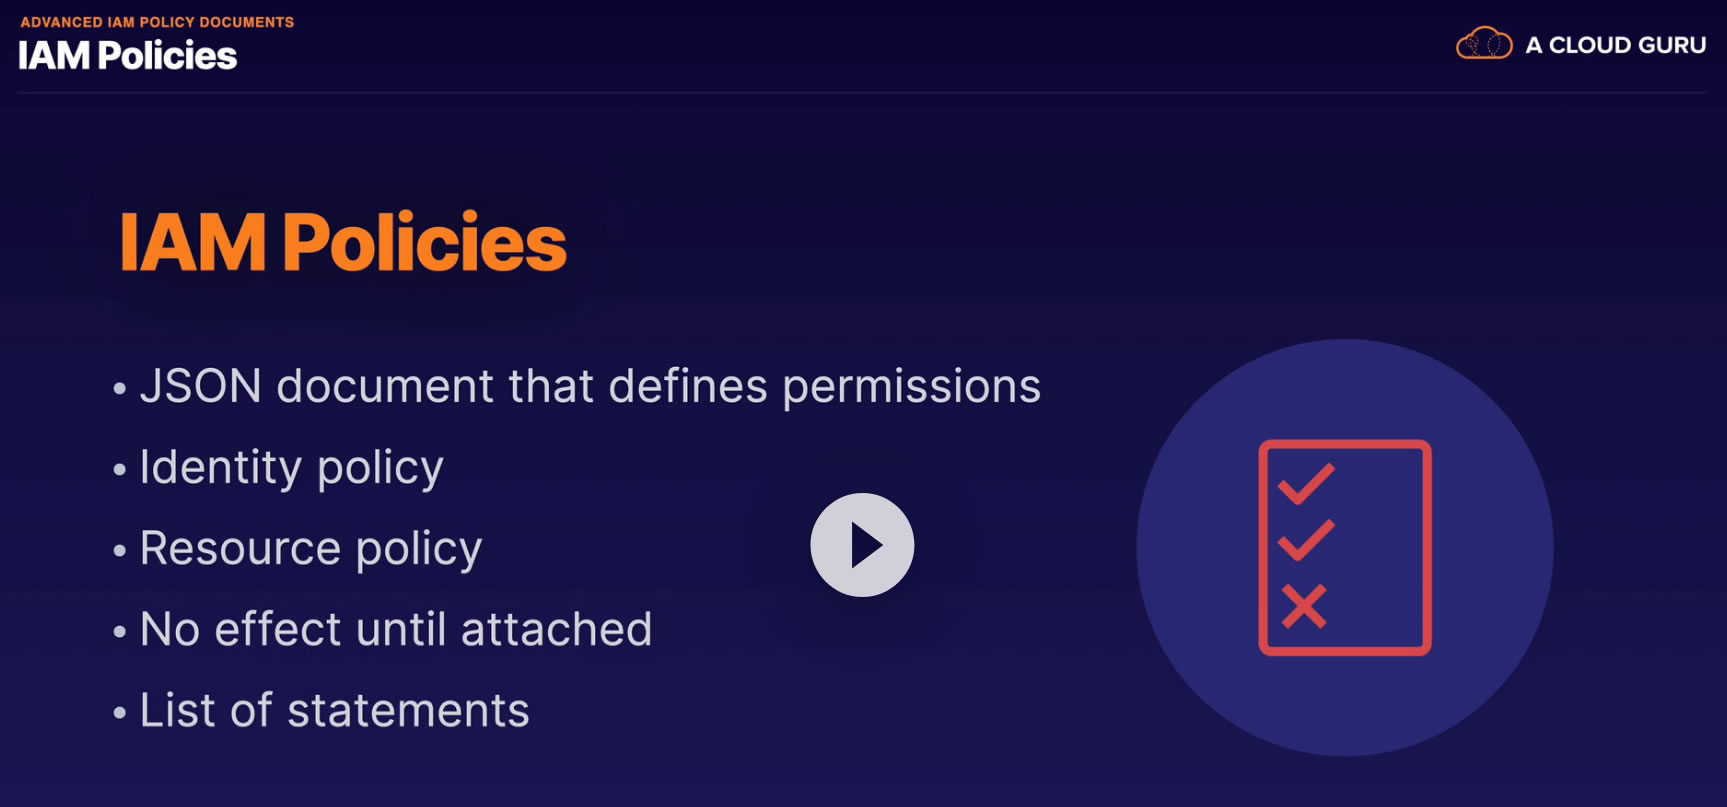 ADVANCED IAM POLICY DOCUMENTS
IAM Policies
A CLOUD GURU
IAM Policies
• JSON document that defines permissions
• Identity policy
• Resource policy
• No effect until attached
• List of statements